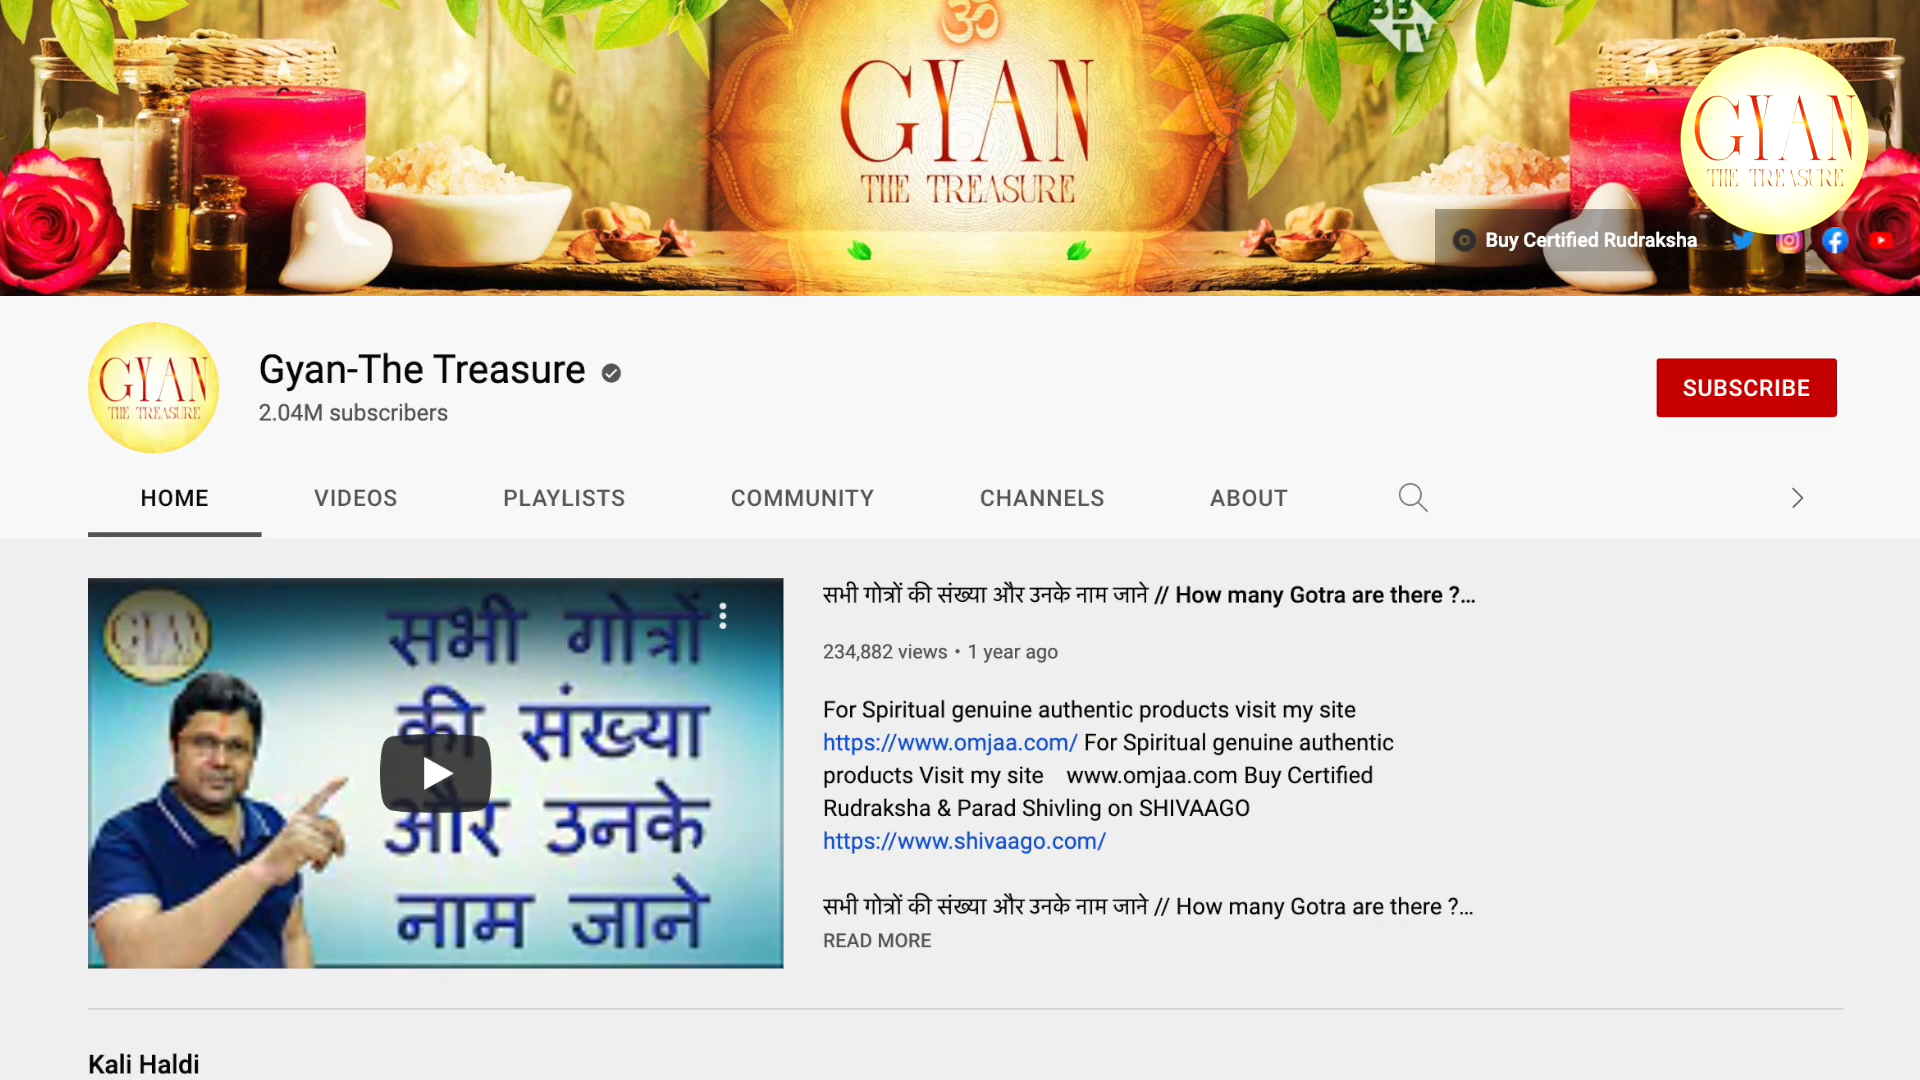 ॐ
BB
TV
GYAN
THE TREASURE
GYAN
THE TREASURE
Buy Certified Rudraksha
GYAN
THE TREASURE
Gyan-The Treasure
2.04M subscribers
SUBSCRIBE
HOME VIDEOS PLAYLISTS COMMUNITY CHANNELS ABOUT
GYAN
सभी गोत्रों
की संख्या
और उनके
नाम जाने
सभी गोत्रों की संख्या और उनके नाम जाने // How many Gotra are there ?...
234,882 views • 1 year ago
For Spiritual genuine authentic products visit my site
https://www.omjaa.com/ For Spiritual genuine authentic
products Visit my site www.omjaa.com Buy Certified
Rudraksha & Parad Shivling on SHIVAAGO
https://www.shivaago.com/
सभी गोत्रों की संख्या और उनके नाम जाने // How many Gotra are there ?...
READ MORE
Kali Haldi